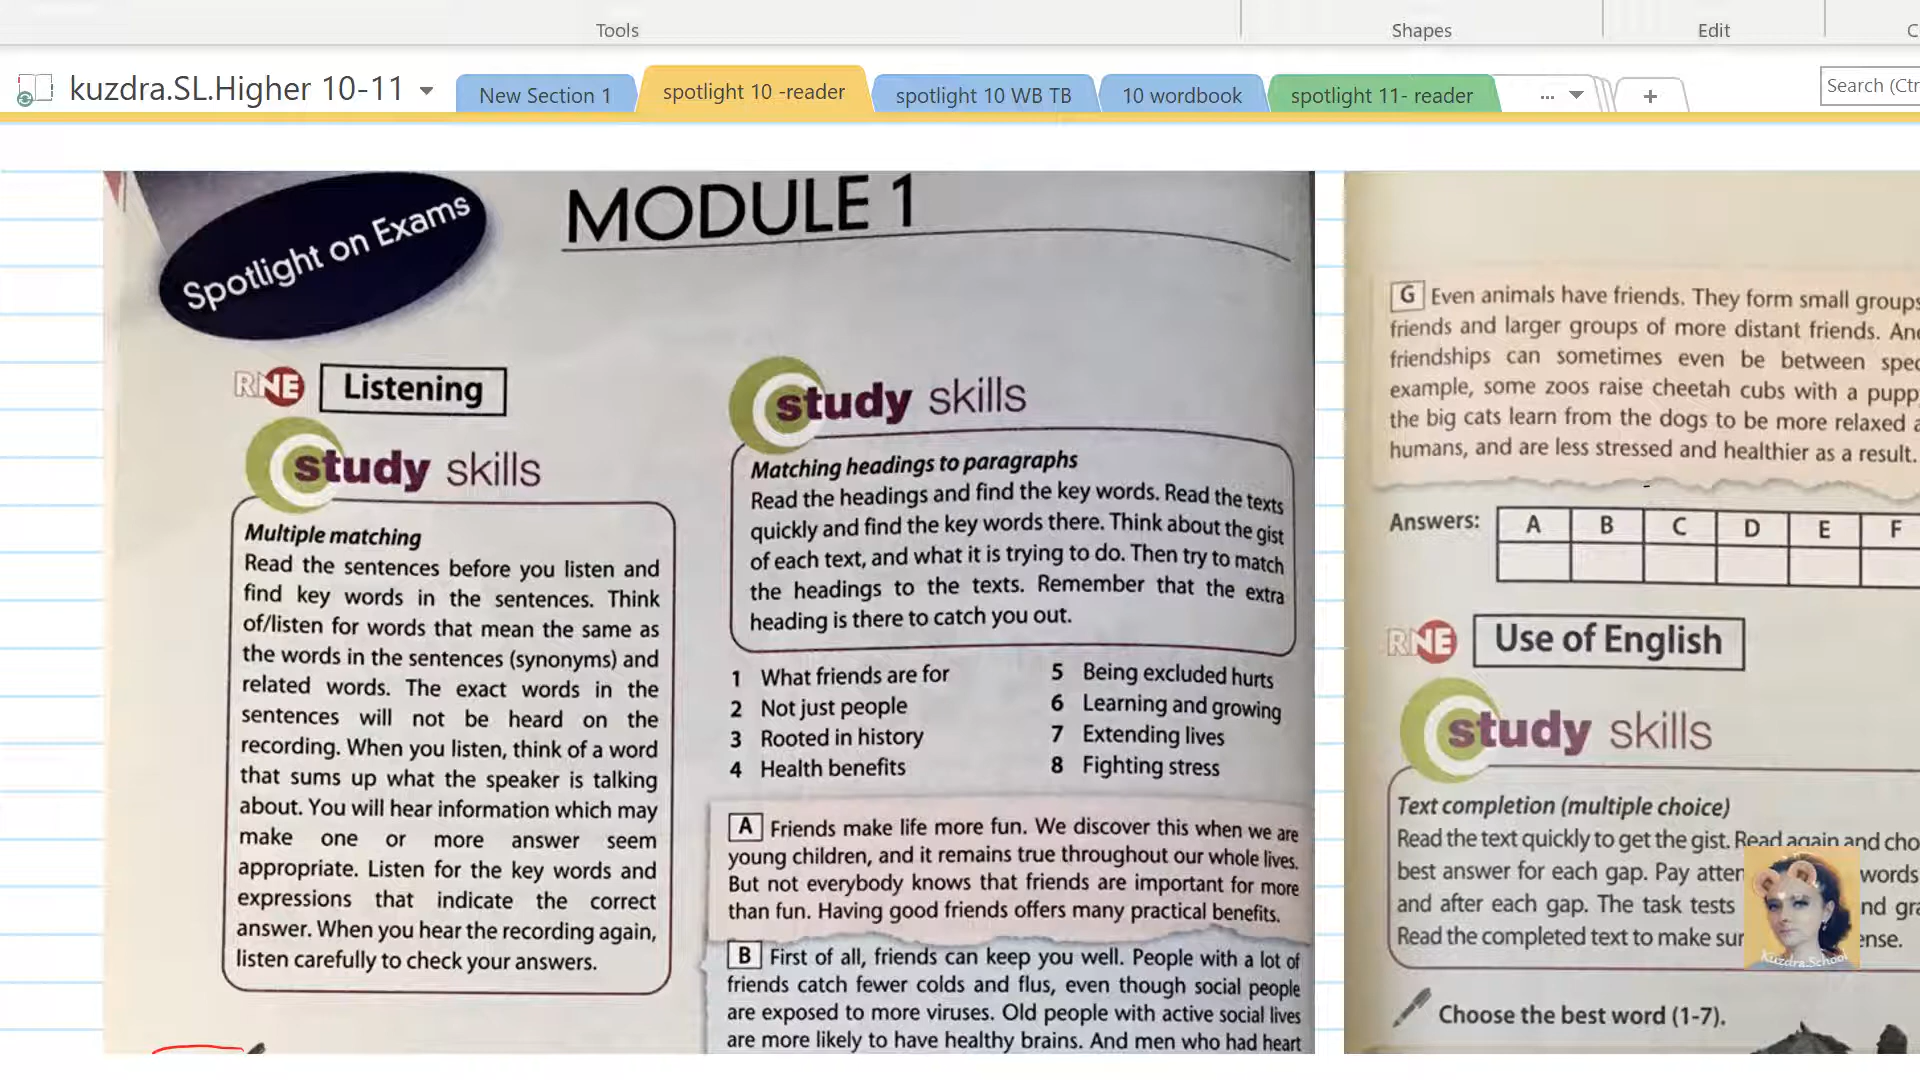 Tools
Shapes
Edit
kuzdra.SL.Higher 10-11
New Section 1
spotlight 10 -reader
spotlight 10 WB TB
10 wordbook
spotlight 11- reader
...
+
Search (Ctr
Spotlight on Exams
MODULE 1
RNE Listening
study skills
Multiple matching
Read the sentences before you listen and
find key words in the sentences. Think
of/listen for words that mean the same as
the words in the sentences (synonyms) and
related words. The exact words in the
sentences will not be heard on the
recording. When you listen, think of a word
that sums up what the speaker is talking
about. You will hear information which may
make one or more answer seem
appropriate. Listen for the key words and
expressions that indicate the correct
answer. When you hear the recording again,
listen carefully to check your answers.
study skills
Matching headings to paragraphs
Read the headings and find the key words. Read the texts
quickly and find the key words there. Think about the gist
of each text, and what it is trying to do. Then try to match
the headings to the texts. Remember that the extra
heading is there to catch you out.
1 What friends are for
2 Not just people
3 Rooted in history
4 Health benefits
5 Being excluded hurts
6 Learning and growing
7 Extending lives
8 Fighting stress
A Friends make life more fun. We discover this when we are
young children, and it remains true throughout our whole lives.
But not everybody knows that friends are important for more
than fun. Having good friends offers many practical benefits.
B First of all, friends can keep you well. People with a lot of
friends catch fewer colds and flus, even though social people
are exposed to more viruses. Old people with active social lives
are more likely to have healthy brains. And men who had heart
G Even animals have friends. They form small groups
friends and larger groups of more distant friends. And
friendships can sometimes even be between spec
example, some zoos raise cheetah cubs with a pupp
the big cats learn from the dogs to be more relaxed a
humans, and are less stressed and healthier as a result.
Answers: A B C D E F
RNE Use of English
study skills
Text completion (multiple choice)
Read the text quickly to get the gist. Read again and cho
best answer for each gap. Pay atten words
and after each gap. The task tests nd gra
Read the completed text to make sur ense.
Kuzdra.School
Choose the best word (1-7).